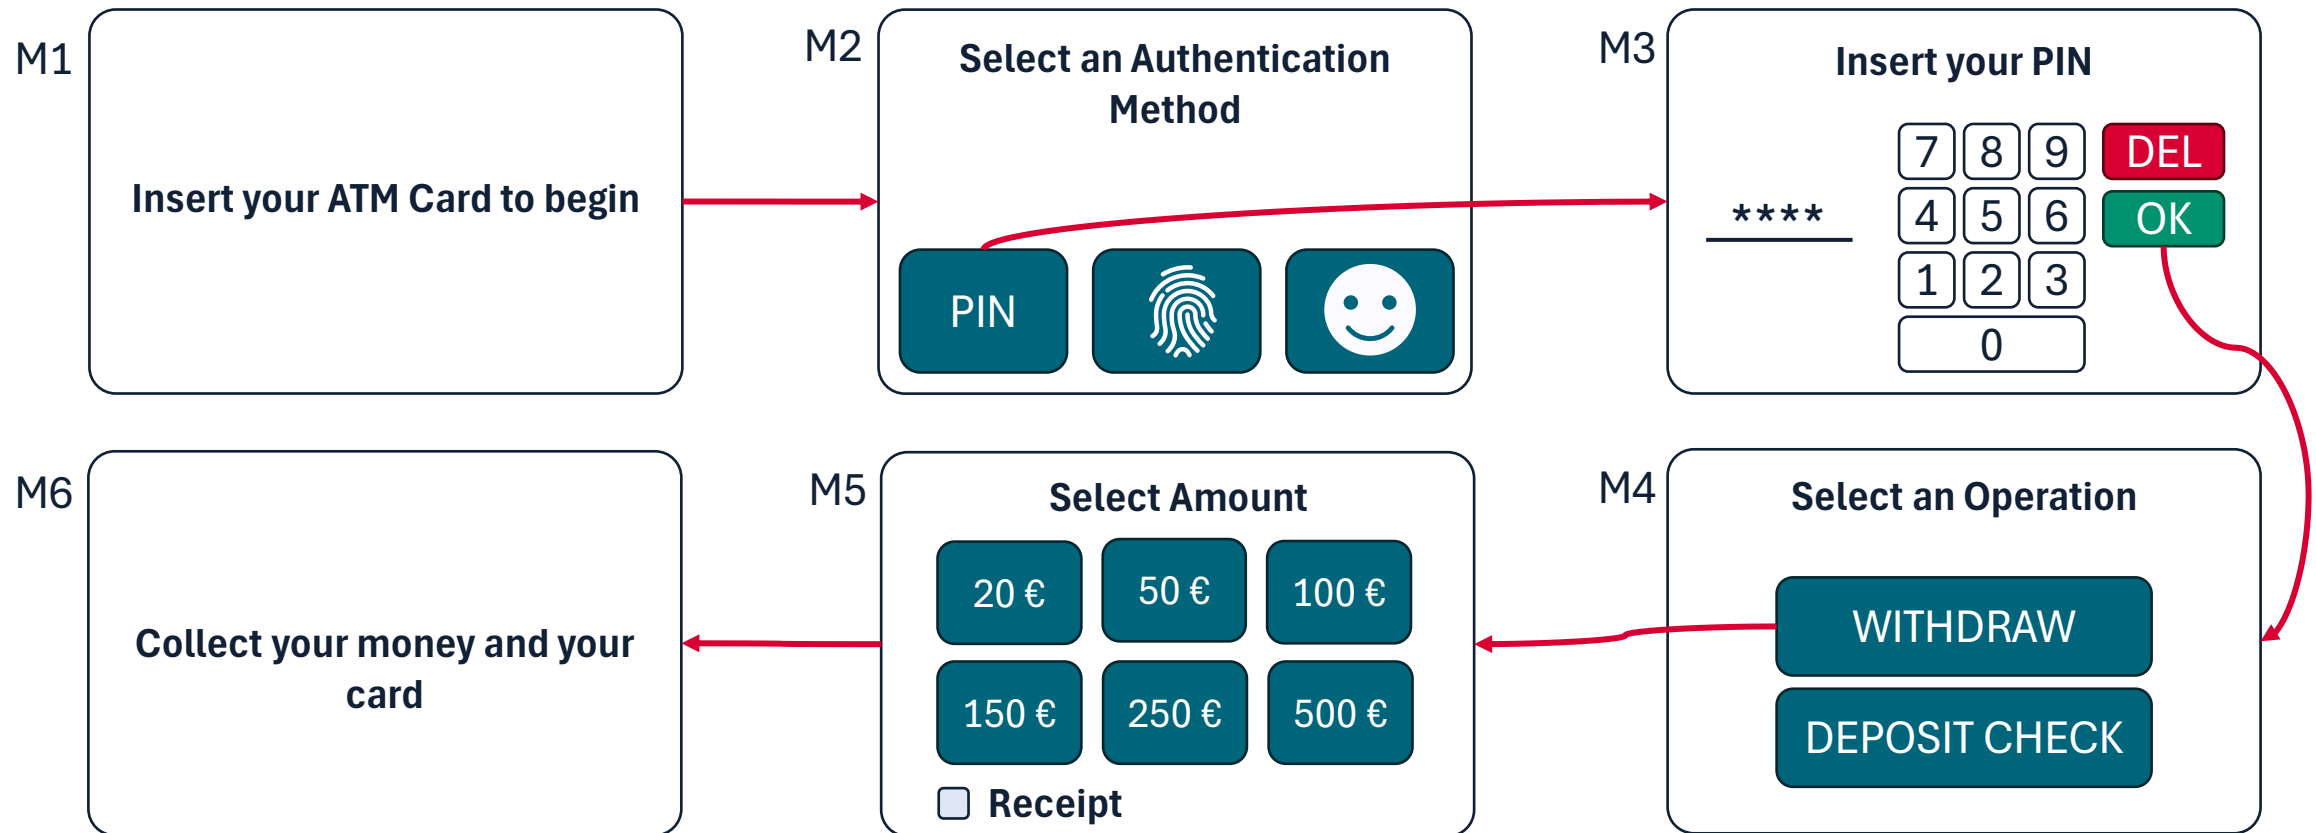 M1
Insert your ATM Card to begin
M2
Select an Authentication
Method
PIN
M3
Insert your PIN
****
7 8 9 DEL
4 5 6 OK
1 2 3
0
M6
Collect your money and your
card
M5
Select Amount
20 € 50 € 100 €
150 € 250 € 500 €
Receipt
M4
Select an Operation
WITHDRAW
DEPOSIT CHECK